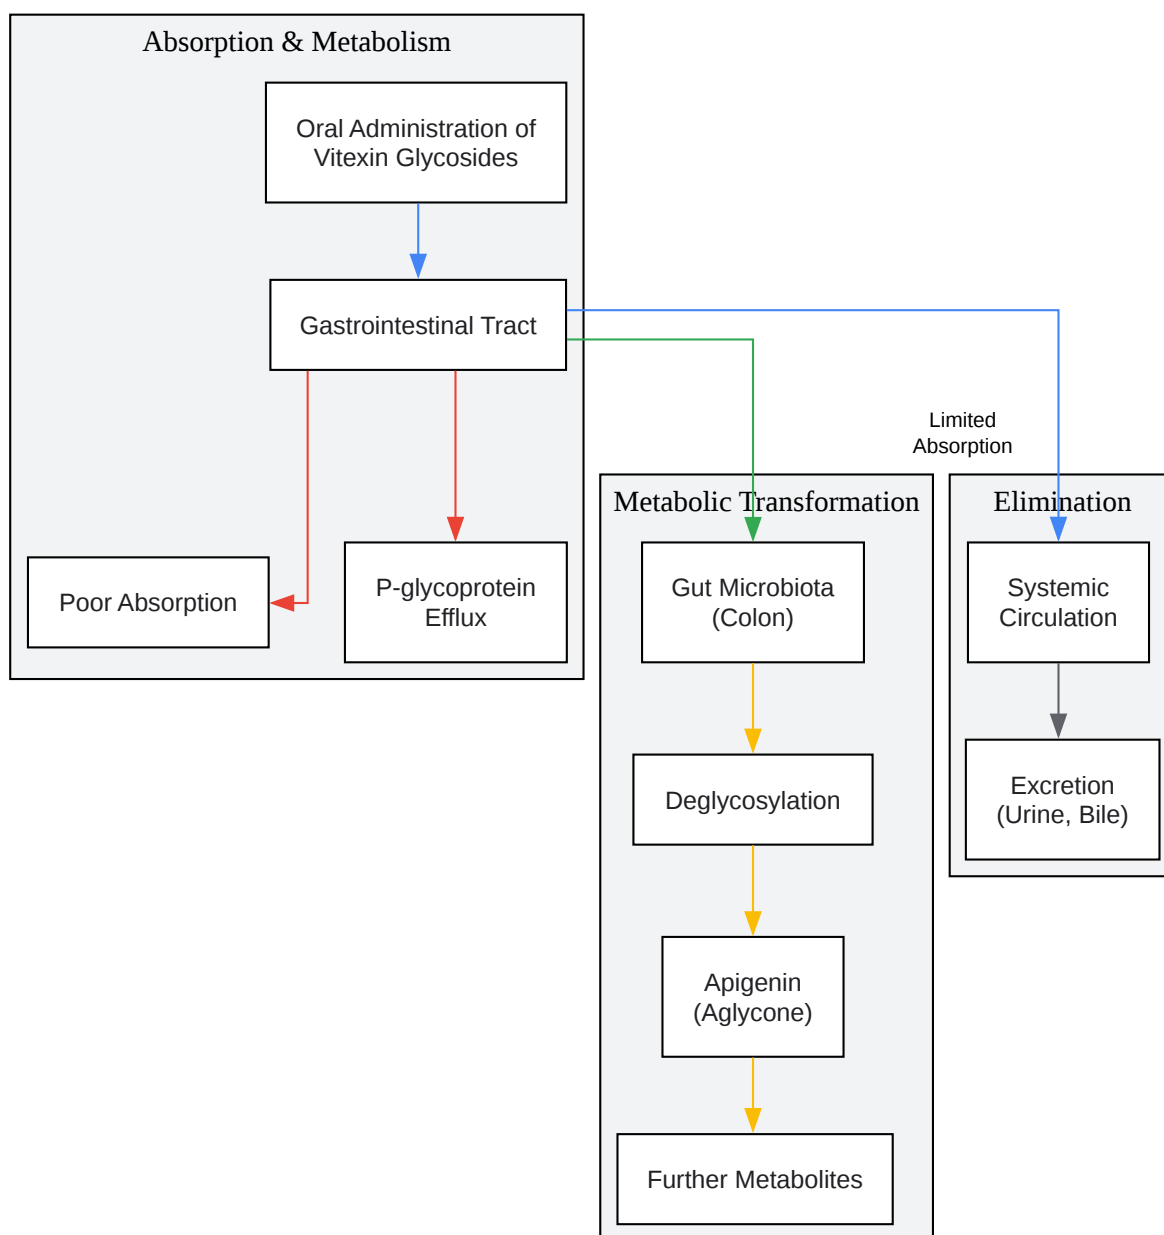 Absorption & Metabolism
Oral Administration of
Vitexin Glycosides
Gastrointestinal Tract
Poor Absorption
P-glycoprotein
Efflux
Limited
Absorption
Metabolic Transformation
Gut Microbiota
(Colon)
Deglycosylation
Apigenin
(Aglycone)
Further Metabolites
Elimination
Systemic
Circulation
Excretion
(Urine, Bile)